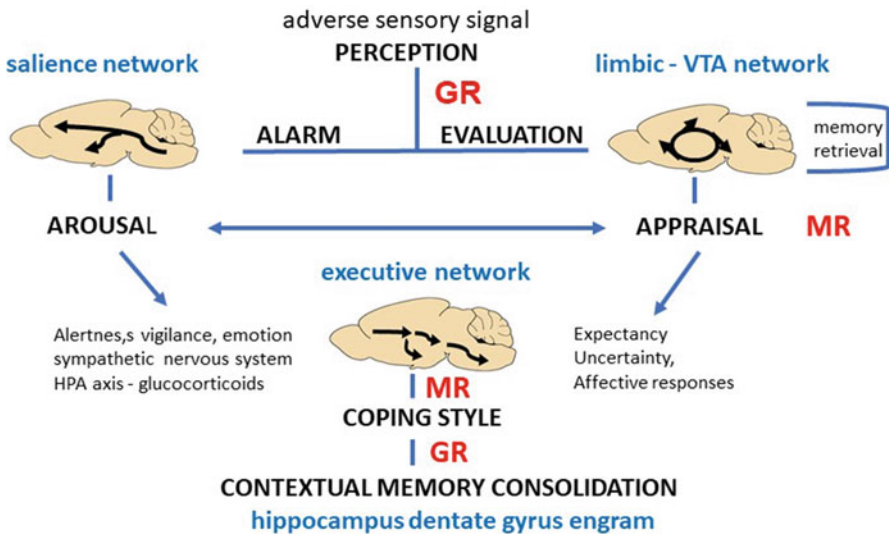 adverse sensory signal
PERCEPTION
salience network
limbic - VTA network
GR
ALARM
EVALUATION
memory
retrieval
AROUSAL
APPRAISAL
MR
executive network
Alertnes,s vigilance, emotion
sympathetic nervous system
HPA axis - glucocorticoids
Expectancy
Uncertainty,
Affective responses
MR
COPING STYLE
GR
CONTEXTUAL MEMORY CONSOLIDATION
hippocampus dentate gyrus engram